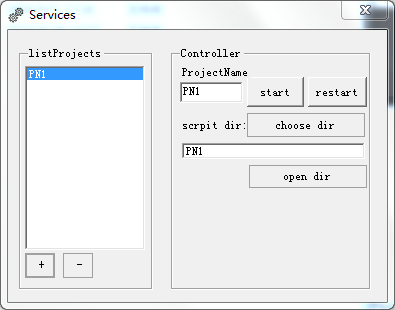 Services
listProjects
PN1
+ -
Controller
ProjectName
PN1 start restart
scrpit dir: choose dir
PN1
open dir